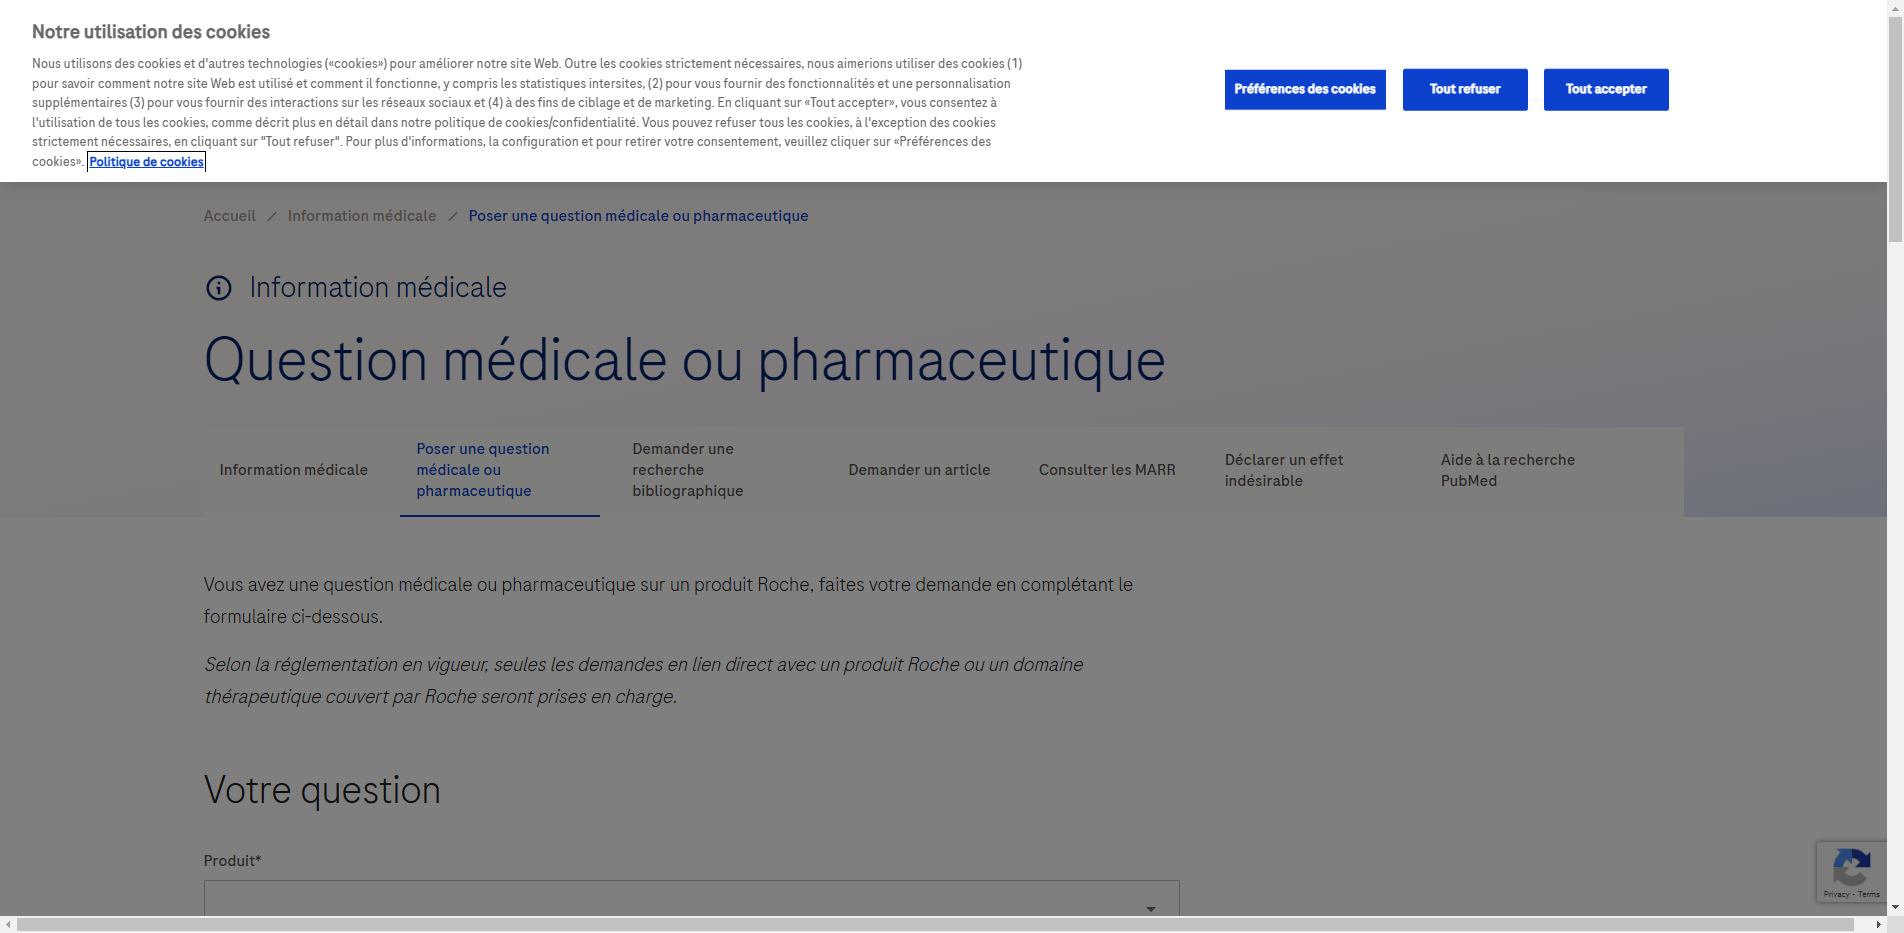 Notre utilisation des cookies
Nous utilisons des cookies et d'autres technologies («cookies») pour améliorer notre site Web. Outre les cookies strictement nécessaires, nous aimerions utiliser des cookies (1)
pour savoir comment notre site Web est utilisé et comment il fonctionne, y compris les statistiques intersites, (2) pour vous fournir des fonctionnalités et une personnalisation
supplémentaires (3) pour vous fournir des interactions sur les réseaux sociaux et (4) à des fins de ciblage et de marketing. En cliquant sur «Tout accepter», vous consentez à
l'utilisation de tous les cookies, comme décrit plus en détail dans notre politique de cookies/confidentialité. Vous pouvez refuser tous les cookies, à l'exception des cookies
strictement nécessaires, en cliquant sur "Tout refuser". Pour plus d'informations, la configuration et pour retirer votre consentement, veuillez cliquer sur «Préférences des
cookies». Politique de cookies
Préférences des cookies
Tout refuser
Tout accepter
Accueil / Information médicale / Poser une question médicale ou pharmaceutique
Information médicale
Question médicale ou pharmaceutique
Information médicale
Poser une question
médicale ou
pharmaceutique
Demander une
recherche
bibliographique
Demander un article
Consulter les MARR
Déclarer un effet
indésirable
Aide à la recherche
PubMed
Vous avez une question médicale ou pharmaceutique sur un produit Roche, faites votre demande en complétant le
formulaire ci-dessous.
Selon la réglementation en vigueur, seules les demandes en lien direct avec un produit Roche ou un domaine
thérapeutique couvert par Roche seront prises en charge.
Votre question
Produit*
Privacy - Terms